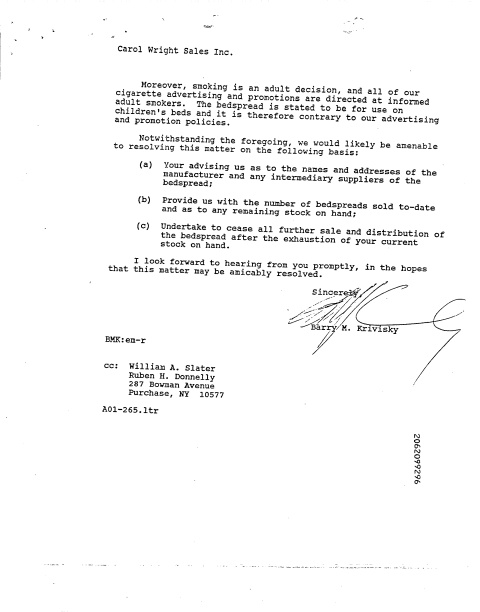 Carol Wright Sales Inc.
Moreover, smoking is an adult decision, and all of our
cigarette advertising and promotions are directed at informed
adult smokers. The bedspread is stated to be for use on
children's beds and it is therefore contrary to our advertising
and promotion policies.
Notwithstanding the foregoing, we would likely be amenable
to resolving this matter on the following basis:
(a) Your advising us as to the names and addresses of the
manufacturer and any intermediary suppliers of the
bedspread;
(b) Provide us with the number of bedspreads sold to-date
and as to any remaining stock on hand;
(c) Undertake to cease all further sale and distribution of
the bedspread after the exhaustion of your current
stock on hand.
I look forward to hearing from you promptly, in the hopes
that this matter may be amicably resolved.
Sincerely,
Barry M. Krivisky
BMK:em-r
cc: William A. Slater
Ruben H. Donnelly
287 Bowman Avenue
Purchase, NY 10577
A01-265.ltr
2062099296